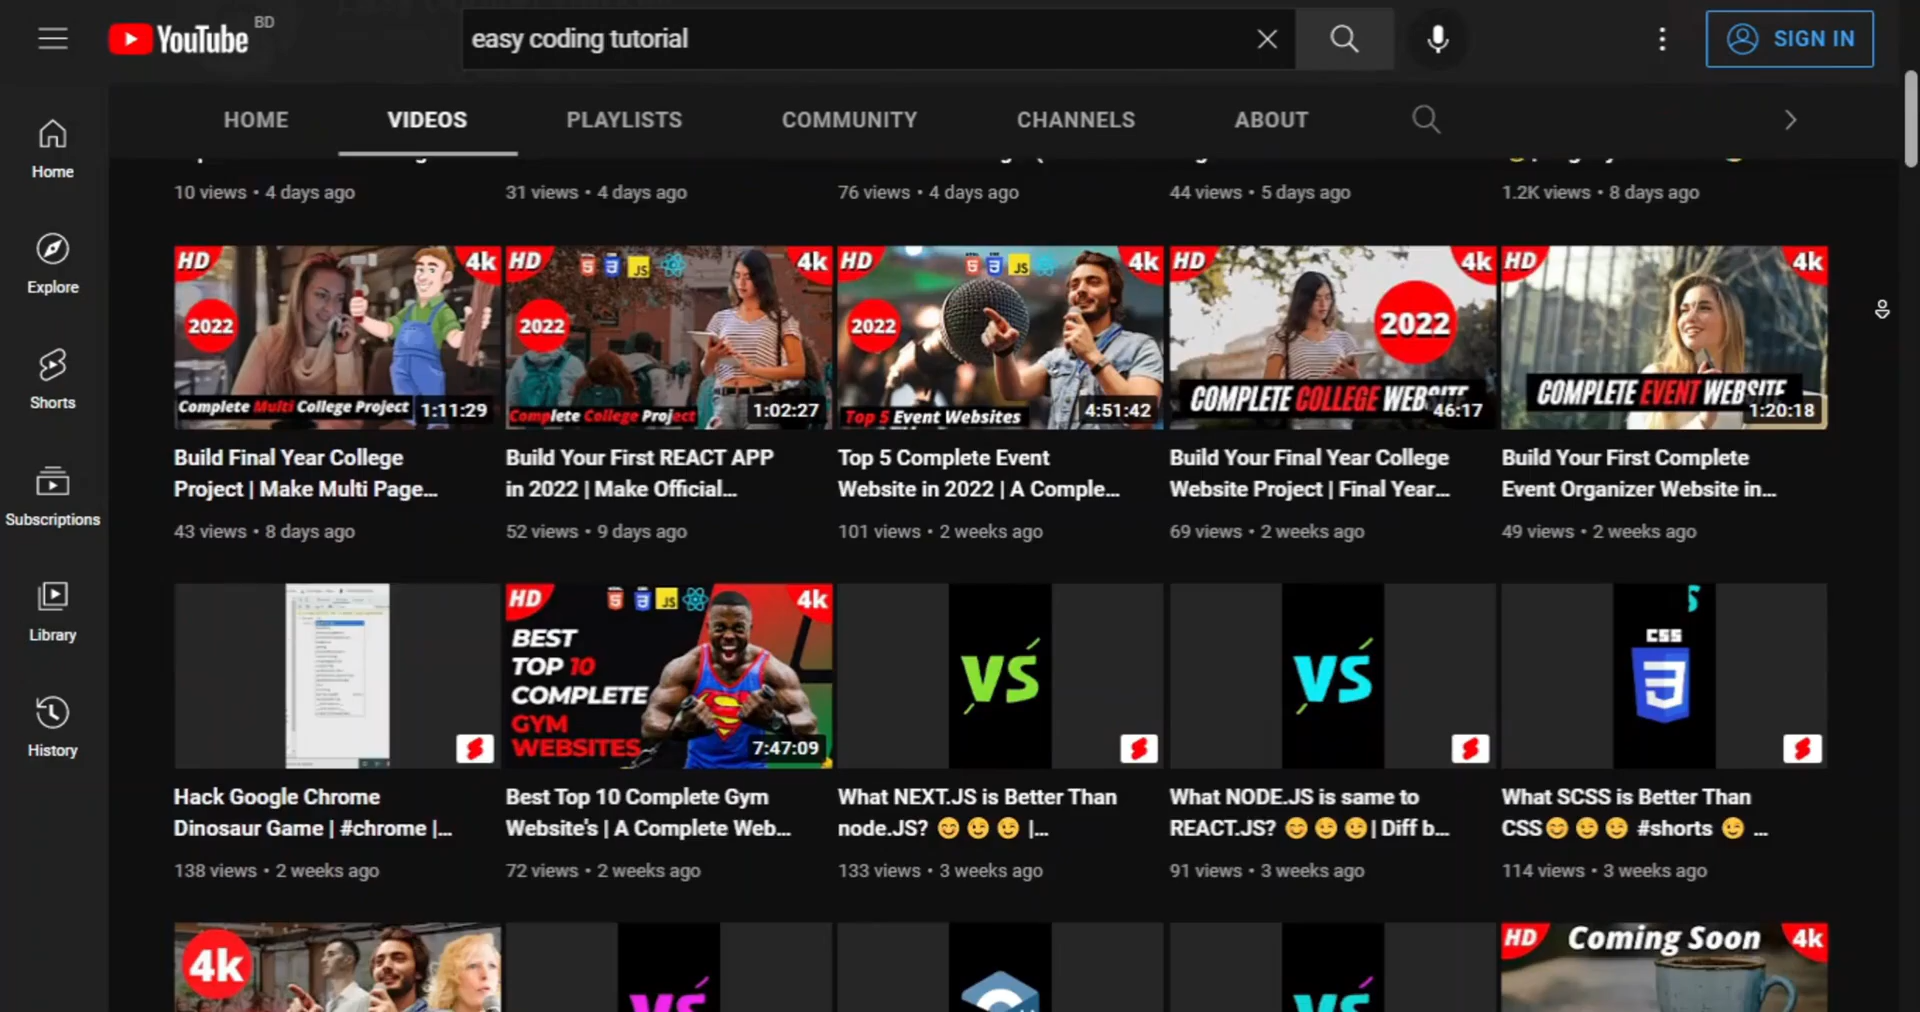 YouTube BD
easy coding tutorial
SIGN IN
HOME
VIDEOS
PLAYLISTS
COMMUNITY
CHANNELS
ABOUT
Home
Explore
Shorts
Subscriptions
Library
History
10 views • 4 days ago
31 views • 4 days ago
76 views • 4 days ago
44 views • 5 days ago
1.2K views • 8 days ago
HD
4k
2022
Complete Multi College Project
1:11:29
Build Final Year College
Project | Make Multi Page...
43 views • 8 days ago
HD
JS
4k
2022
Complete College Project
1:02:27
Build Your First REACT APP
in 2022 | Make Official...
52 views • 9 days ago
HD
JS
4k
2022
Top 5 Event Websites
4:51:42
Top 5 Complete Event
Website in 2022 | A Comple...
101 views • 2 weeks ago
HD
4k
2022
COMPLETE COLLEGE WEBSITE
46:17
Build Your Final Year College
Website Project | Final Year...
69 views • 2 weeks ago
HD
4k
COMPLETE EVENT WEBSITE
1:20:18
Build Your First Complete
Event Organizer Website in...
49 views • 2 weeks ago
Hack Google Chrome
Dinosaur Game | #chrome |...
138 views • 2 weeks ago
HD
JS
4k
BEST
TOP 10
COMPLETE
GYM
WEBSITES
7:47:09
Best Top 10 Complete Gym
Website's | A Complete Web...
72 views • 2 weeks ago
VS
What NEXT.JS is Better Than
node.JS? 😊 😉 😉 |...
133 views • 3 weeks ago
VS
What NODE.JS is same to
REACT.JS? 😊 😉 😉| Diff b...
91 views • 3 weeks ago
CSS
3
What SCSS is Better Than
CSS😊 😉 😉 #shorts 😉 ...
114 views • 3 weeks ago
4k
VS
VS
HD
Coming Soon
4k